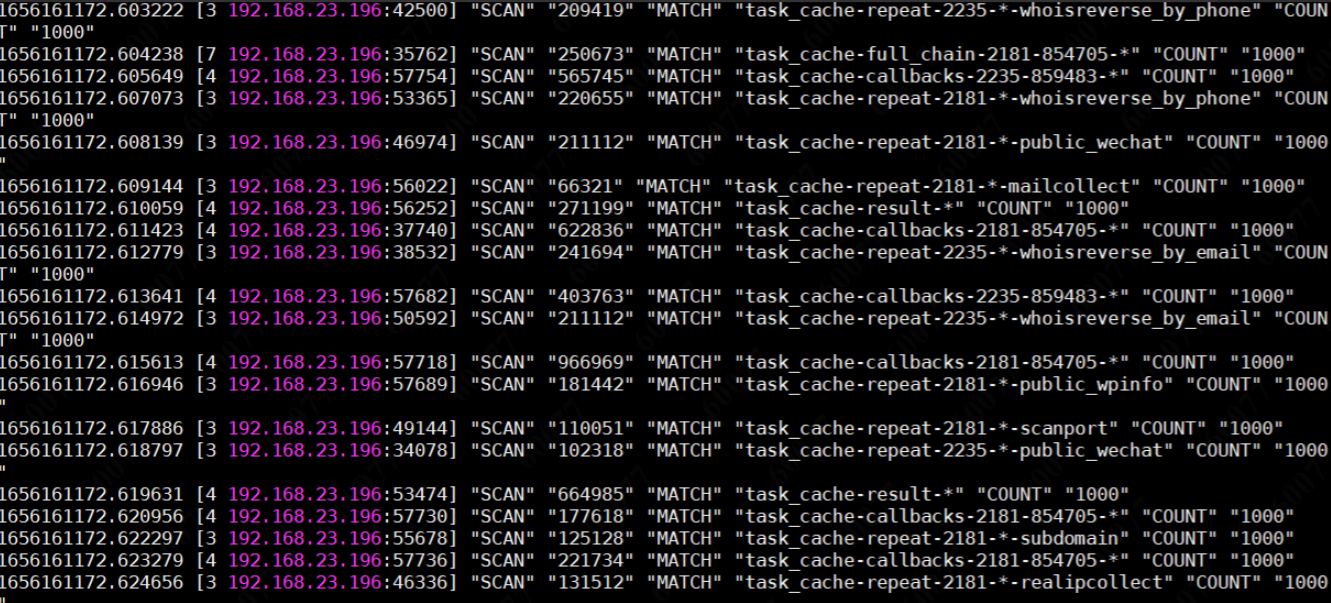 1656161172.603222 [3 192.168.23.196:42500] "SCAN" "209419" "MATCH" "task_cache-repeat-2235-*-whoisreverse_by_phone" "COUN
T" "1000"
1656161172.604238 [7 192.168.23.196:35762] "SCAN" "250673" "MATCH" "task_cache-full_chain-2181-854705-*" "COUNT" "1000"
1656161172.605649 [4 192.168.23.196:57754] "SCAN" "565745" "MATCH" "task_cache-callbacks-2235-859483-*" "COUNT" "1000"
1656161172.607073 [3 192.168.23.196:53365] "SCAN" "220655" "MATCH" "task_cache-repeat-2181-*-whoisreverse_by_phone" "COUN
T" "1000"
1656161172.608139 [3 192.168.23.196:46974] "SCAN" "211112" "MATCH" "task_cache-repeat-2181-*-public_wechat" "COUNT" "1000
"
1656161172.609144 [3 192.168.23.196:56022] "SCAN" "66321" "MATCH" "task_cache-repeat-2181-*-mailcollect" "COUNT" "1000"
1656161172.610059 [4 192.168.23.196:56252] "SCAN" "271199" "MATCH" "task_cache-result-*" "COUNT" "1000"
1656161172.611423 [4 192.168.23.196:37740] "SCAN" "622836" "MATCH" "task_cache-callbacks-2181-854705-*" "COUNT" "1000"
1656161172.612779 [3 192.168.23.196:38532] "SCAN" "241694" "MATCH" "task_cache-repeat-2235-*-whoisreverse_by_email" "COUN
T" "1000"
1656161172.613641 [4 192.168.23.196:57682] "SCAN" "403763" "MATCH" "task_cache-callbacks-2235-859483-*" "COUNT" "1000"
1656161172.614972 [3 192.168.23.196:50592] "SCAN" "211112" "MATCH" "task_cache-repeat-2235-*-whoisreverse_by_email" "COUN
T" "1000"
1656161172.615613 [4 192.168.23.196:57718] "SCAN" "966969" "MATCH" "task_cache-callbacks-2181-854705-*" "COUNT" "1000"
1656161172.616946 [3 192.168.23.196:57689] "SCAN" "181442" "MATCH" "task_cache-repeat-2181-*-public_wpinfo" "COUNT" "1000
"
1656161172.617886 [3 192.168.23.196:49144] "SCAN" "110051" "MATCH" "task_cache-repeat-2181-*-scanport" "COUNT" "1000"
1656161172.618797 [3 192.168.23.196:34078] "SCAN" "102318" "MATCH" "task_cache-repeat-2235-*-public_wechat" "COUNT" "1000
"
1656161172.619631 [4 192.168.23.196:53474] "SCAN" "664985" "MATCH" "task_cache-result-*" "COUNT" "1000"
1656161172.620956 [4 192.168.23.196:57730] "SCAN" "177618" "MATCH" "task_cache-callbacks-2181-854705-*" "COUNT" "1000"
1656161172.622297 [3 192.168.23.196:55678] "SCAN" "125128" "MATCH" "task_cache-repeat-2181-*-subdomain" "COUNT" "1000"
1656161172.623279 [4 192.168.23.196:57736] "SCAN" "221734" "MATCH" "task_cache-callbacks-2181-854705-*" "COUNT" "1000"
1656161172.624656 [3 192.168.23.196:46336] "SCAN" "131512" "MATCH" "task_cache-repeat-2181-*-realipcollect" "COUNT" "1000
"